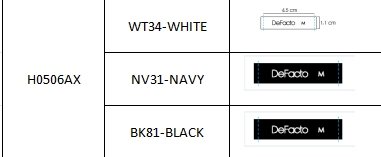 4.5 cm
WT34-WHITE
DeFacto M
1.1 cm
H0506AX
NV31-NAVY
DeFacto M
BK81-BLACK
DeFacto M